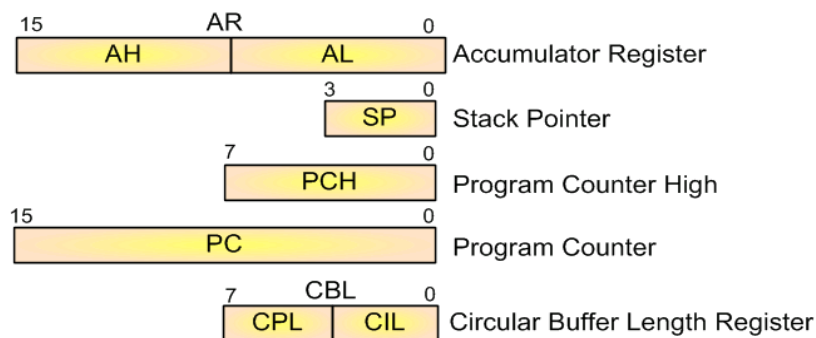 15 AR 0
AH AL Accumulator Register
3 0
SP Stack Pointer
7 0
PCH Program Counter High
15 0
PC Program Counter
7 CBL 0
CPL CIL Circular Buffer Length Register